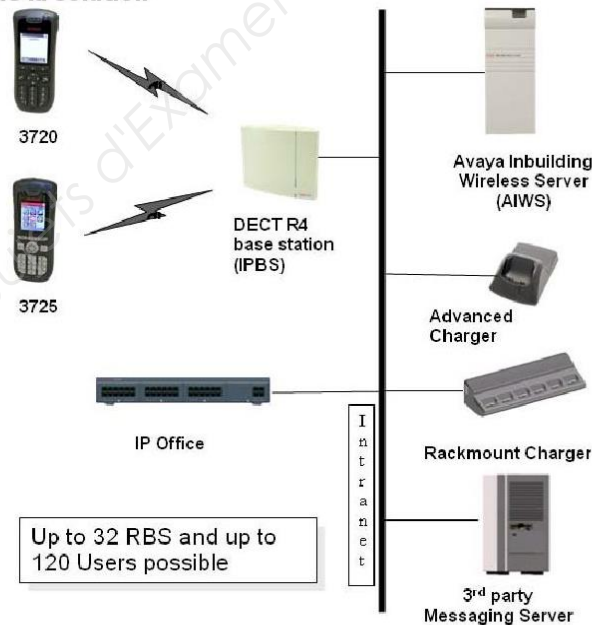 3720
3725
DECT R4
base station
(IPBS)
Avaya Inbuilding
Wireless Server
(AIWS)
Advanced
Charger
IP Office
Rackmount Charger
Intranet
Up to 32 RBS and up to
120 Users possible
3rd party
Messaging Server